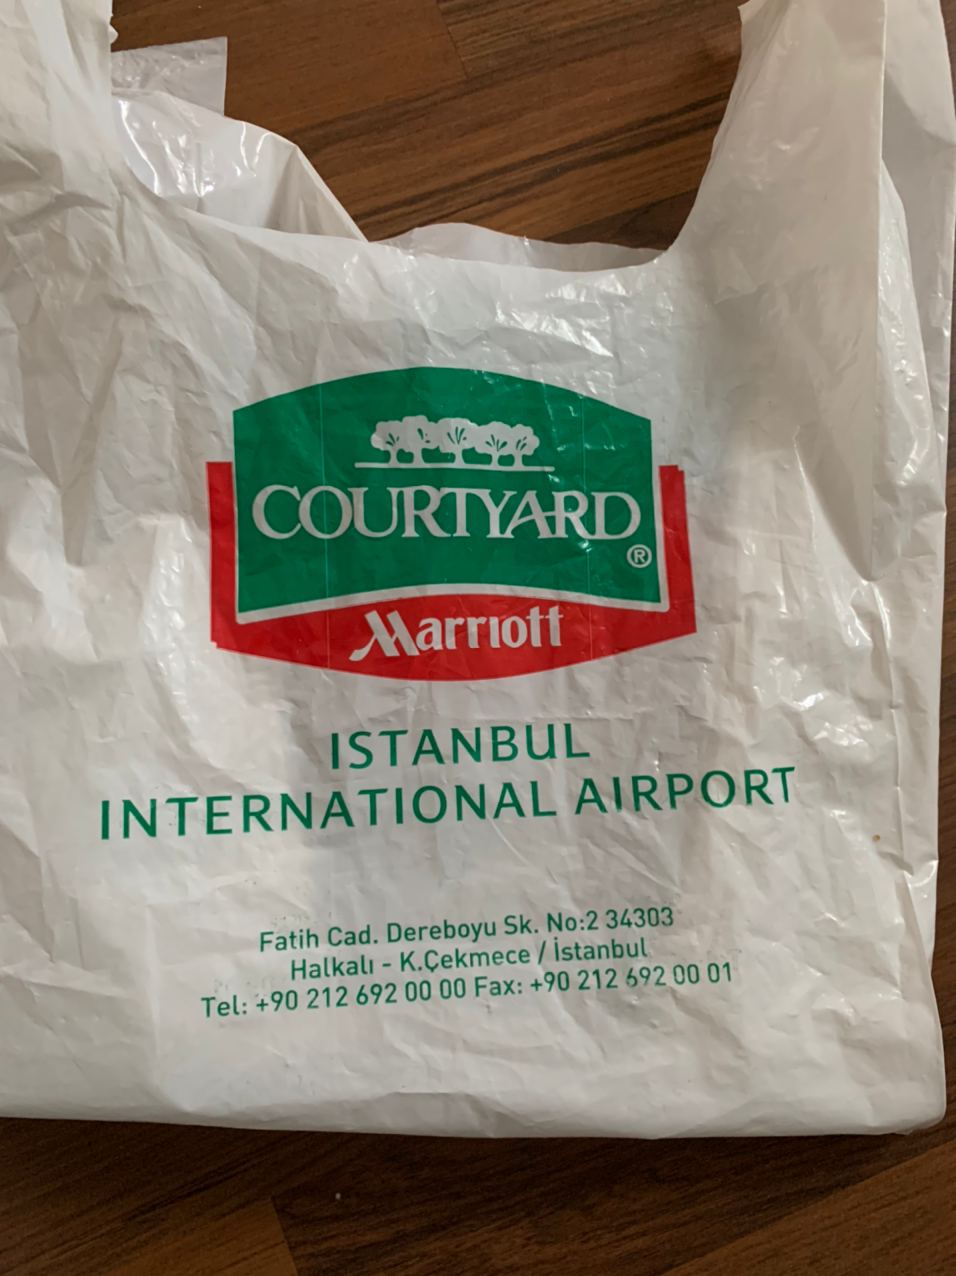 COURTYARD
®
Marriott
ISTANBUL
INTERNATIONAL AIRPORT
Fatih Cad. Dereboyu Sk. No:2 34303
Halkalı - K.Çekmece / İstanbul
Tel: +90 212 692 00 00 Fax: +90 212 692 00 01